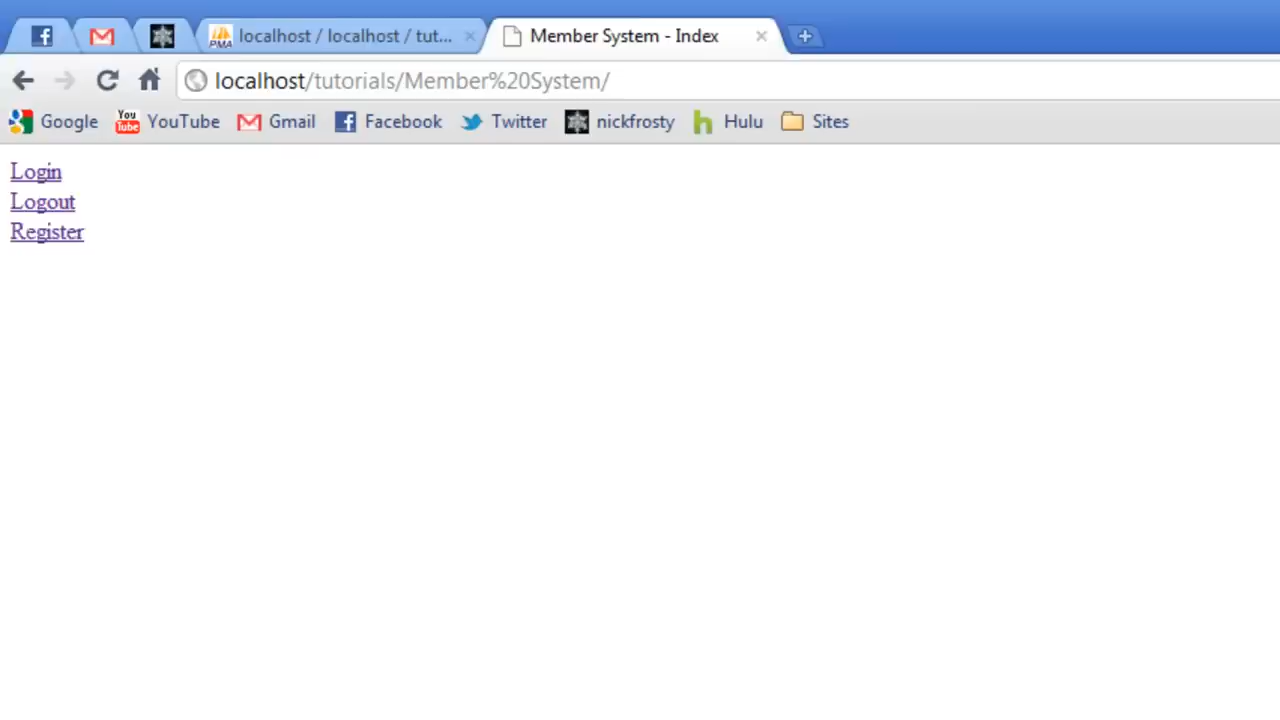 localhost / localhost / tut...
Member System - Index
localhost/tutorials/Member%20System/
Google YouTube Gmail Facebook Twitter nickfrosty Hulu Sites
Login
Logout
Register